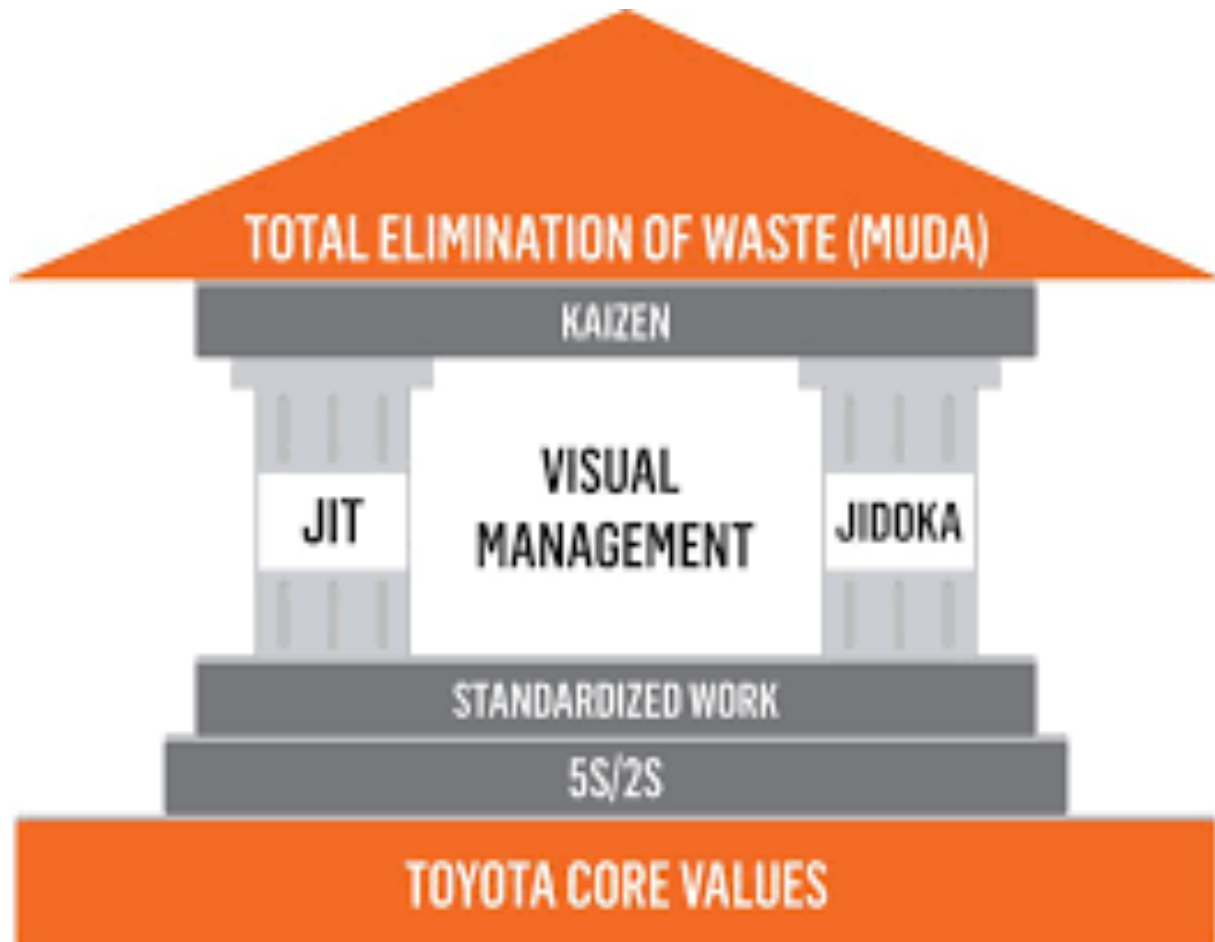 TOTAL ELIMINATION OF WASTE (MUDA)
KAIZEN
JIT
VISUAL
MANAGEMENT
JIDOKA
STANDARDIZED WORK
5S/2S
TOYOTA CORE VALUES